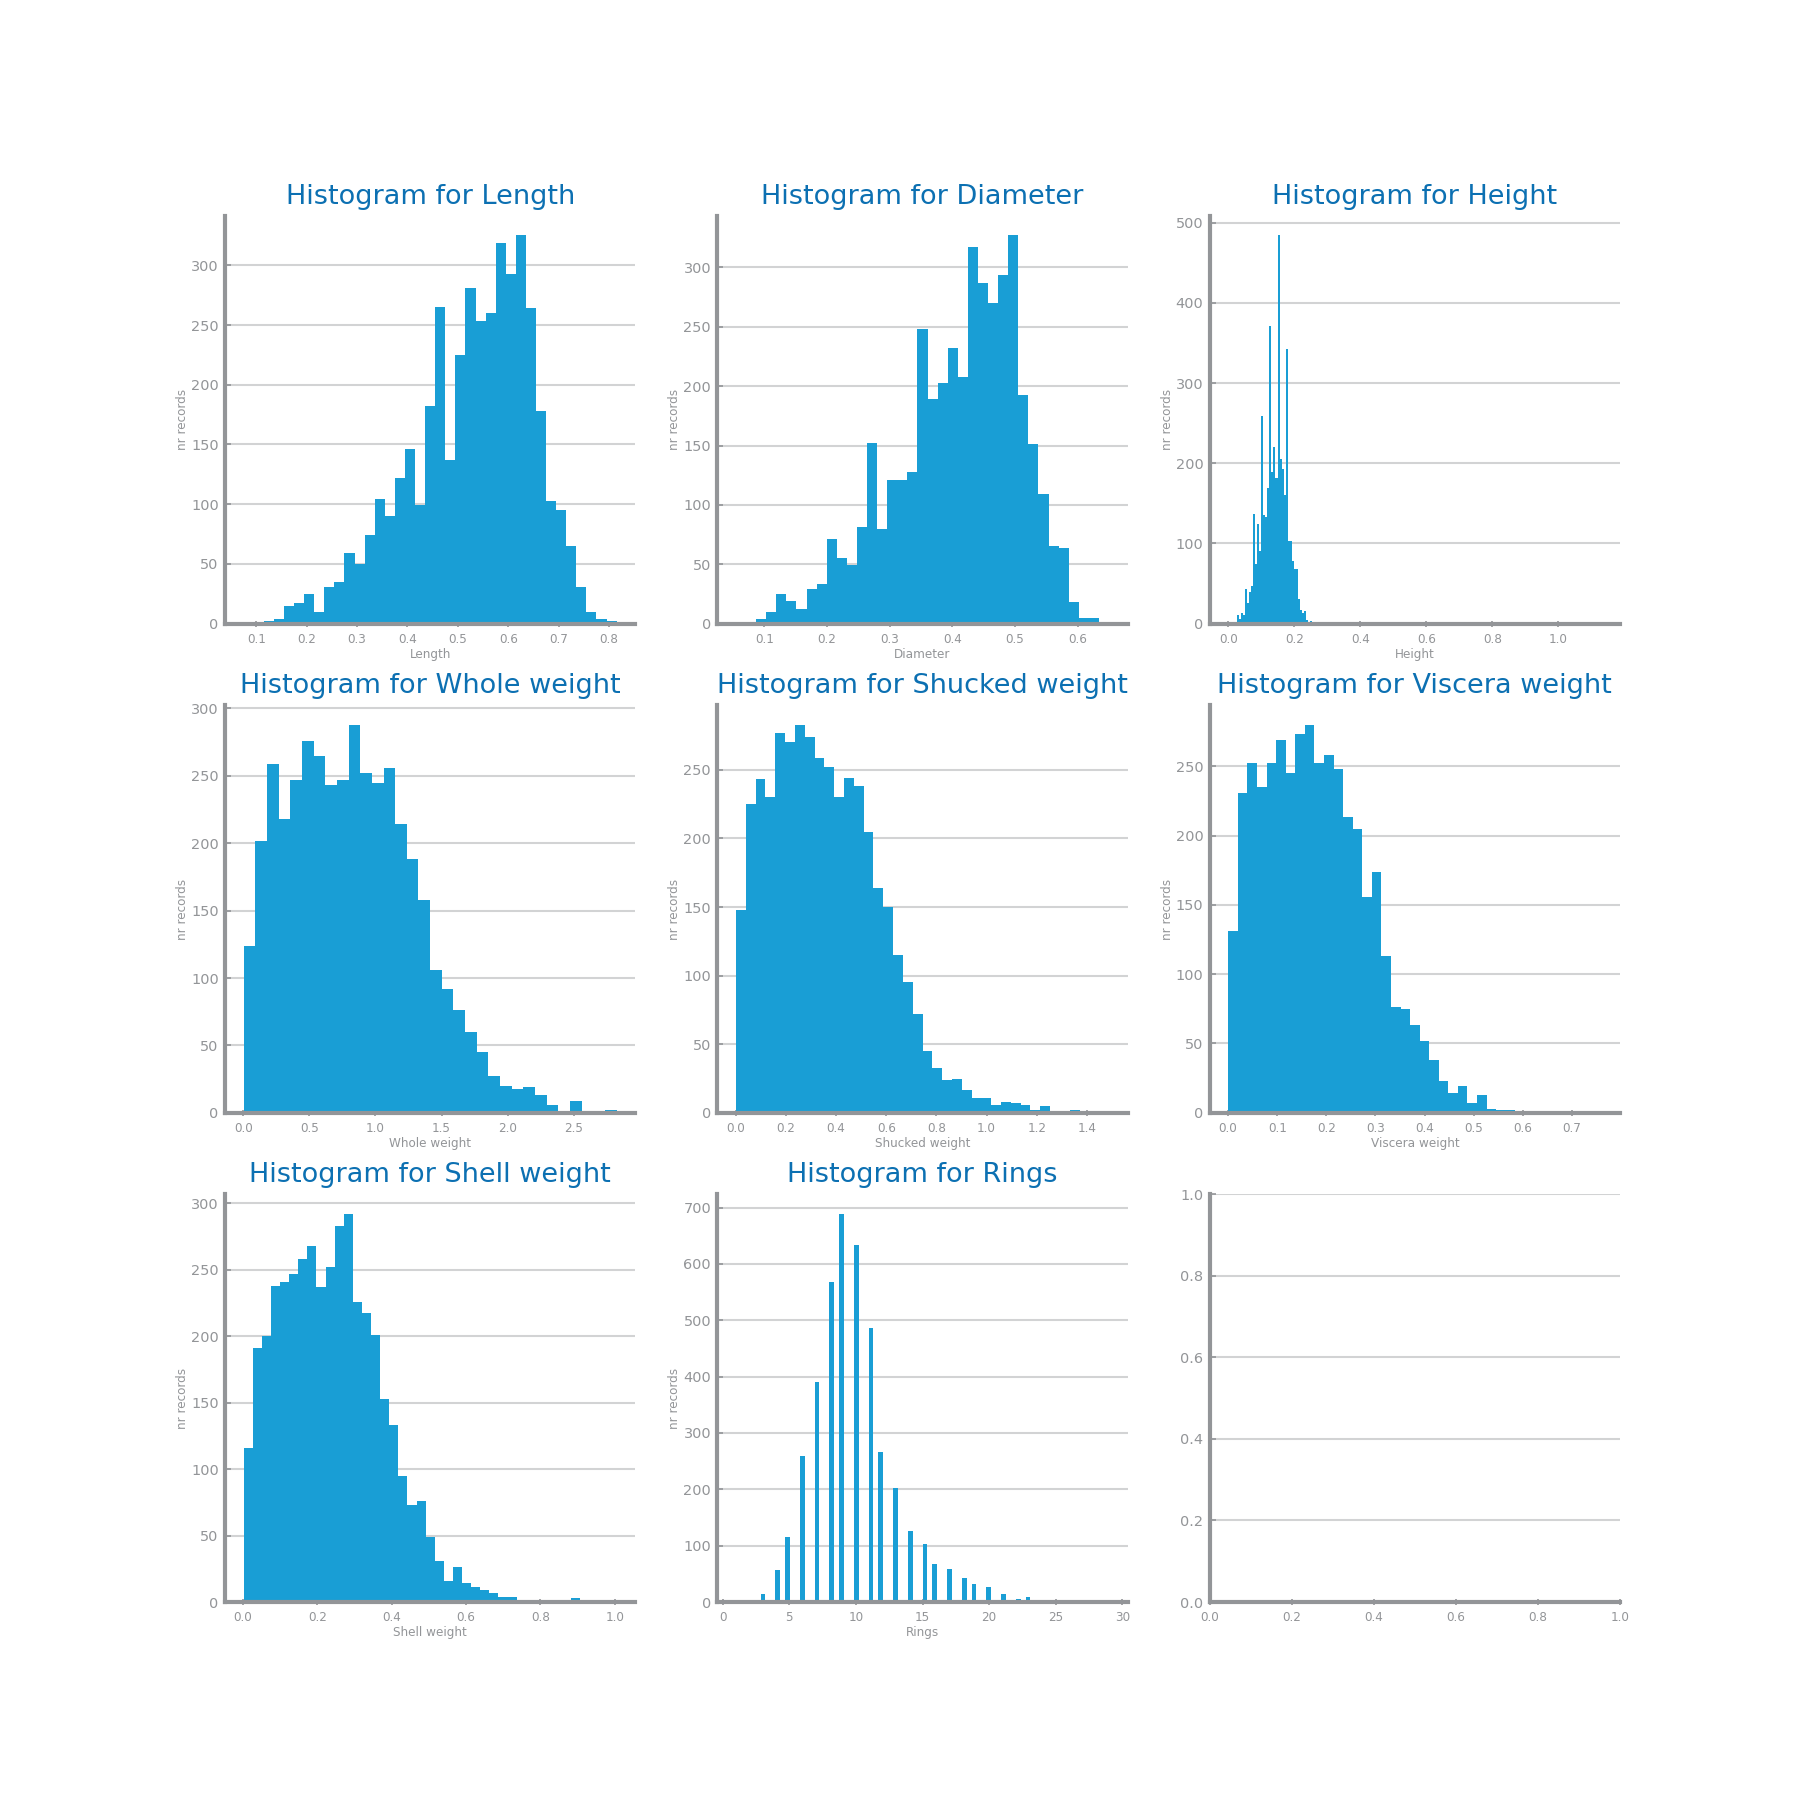 Histogram for Length
300
250
200
150
100
50
0
nr records
0.1 0.2 0.3 0.4 0.5 0.6 0.7 0.8
Length
Histogram for Diameter
300
250
200
150
100
50
0
nr records
0.1 0.2 0.3 0.4 0.5 0.6
Diameter
Histogram for Height
500
400
300
200
100
0
nr records
0.0 0.2 0.4 0.6 0.8 1.0
Height
Histogram for Whole weight
300
250
200
150
100
50
0
nr records
0.0 0.5 1.0 1.5 2.0 2.5
Whole weight
Histogram for Shucked weight
250
200
150
100
50
0
nr records
0.0 0.2 0.4 0.6 0.8 1.0 1.2 1.4
Shucked weight
Histogram for Viscera weight
250
200
150
100
50
0
nr records
0.0 0.1 0.2 0.3 0.4 0.5 0.6 0.7
Viscera weight
Histogram for Shell weight
300
250
200
150
100
50
0
nr records
0.0 0.2 0.4 0.6 0.8 1.0
Shell weight
Histogram for Rings
700
600
500
400
300
200
100
0
nr records
0 5 10 15 20 25 30
Rings
1.0
0.8
0.6
0.4
0.2
0.0
0.0 0.2 0.4 0.6 0.8 1.0